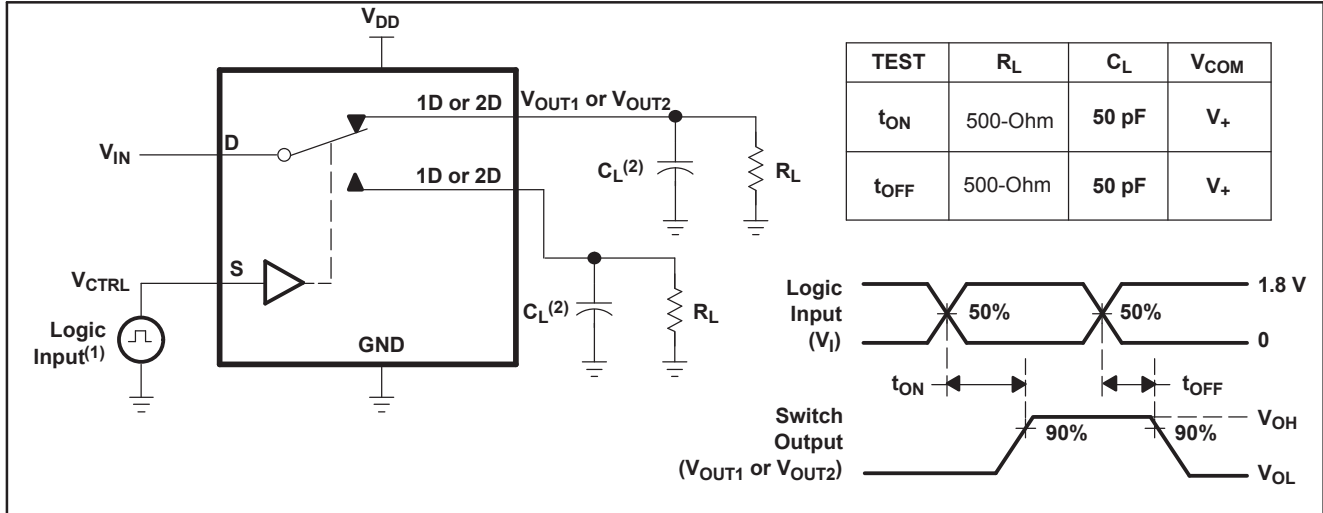 VDD
1D or 2D
VOUT1 or VOUT2
VIN
D
CL(2)
RL
1D or 2D
VCTRL
S
CL(2)
RL
Logic
Input(1)
GND
TEST RL CL VCOM
tON 500-Ohm 50 pF V+
tOFF 500-Ohm 50 pF V+
Logic
Input
(VI)
50%
50%
1.8 V
0
tON
tOFF
Switch
Output
(VOUT1 or VOUT2)
90%
90%
VOH
VOL